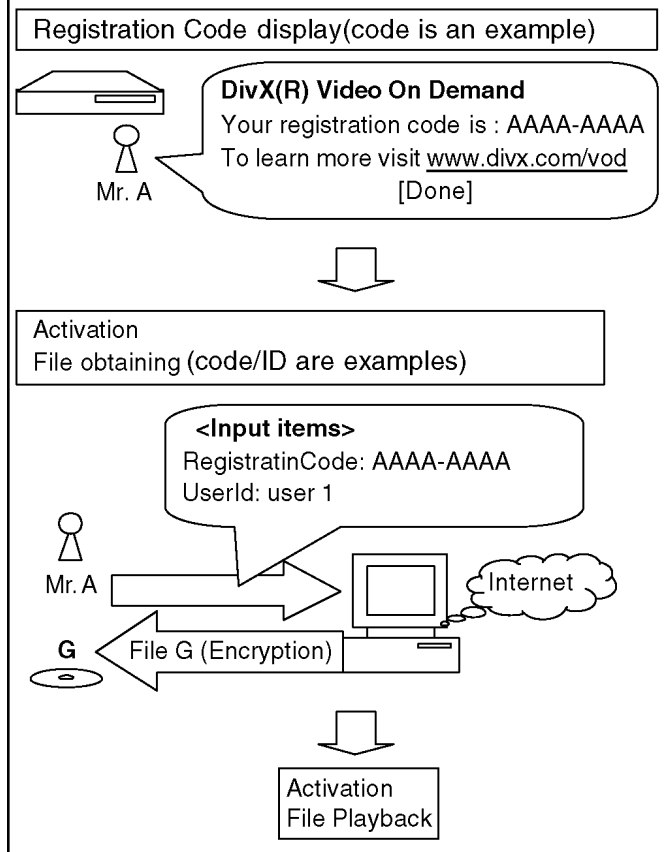 Registration Code display(code is an example)
DivX(R) Video On Demand
Your registration code is : AAAA-AAAA
To learn more visit www.divx.com/vod
[Done]
Mr. A
Activation
File obtaining (code/ID are examples)
<Input items>
RegistratinCode: AAAA-AAAA
UserId: user 1
Mr. A
Internet
G
File G (Encryption)
Activation
File Playback